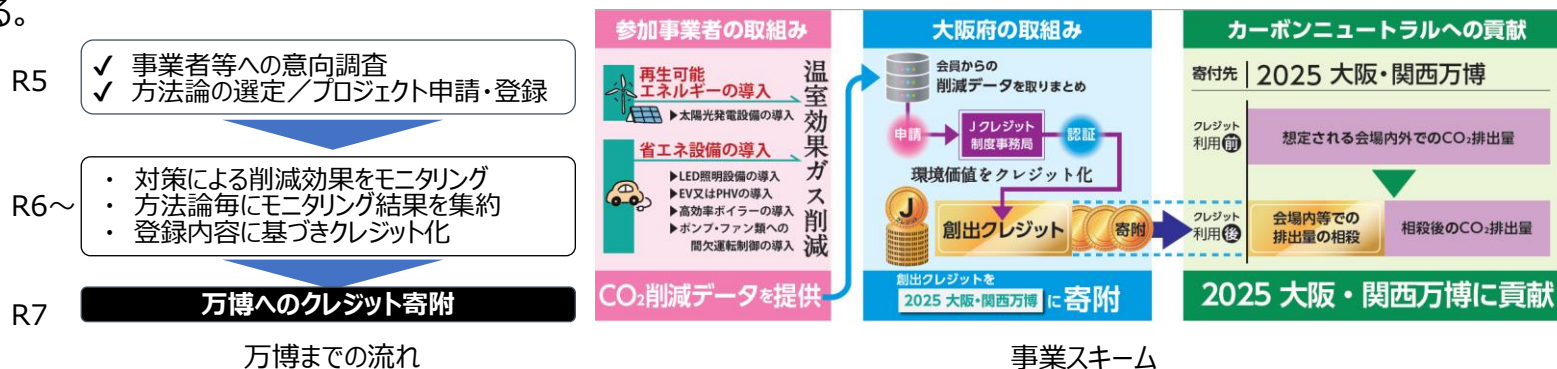 る。
R5
✓ 事業者等への意向調査
✓ 方法論の選定／プロジェクト申請・登録
R6～
・ 対策による削減効果をモニタリング
・ 方法論毎にモニタリング結果を集約
・ 登録内容に基づきクレジット化
R7
万博へのクレジット寄附
万博までの流れ
参加事業者の取組み
再生可能
エネルギーの導入
▶太陽光発電設備の導入
省エネ設備の導入
▶LED照明設備の導入
▶EV又はPHVの導入
▶高効率ボイラーの導入
▶ポンプ・ファン類への
間欠運転制御の導入
温室効果ガス削減
CO₂削減データを提供
大阪府の取組み
会員からの
削減データを取りまとめ
申請
Jクレジット
制度事務局
認証
環境価値をクレジット化
J
クレジット
創出クレジット
寄附
創出クレジットを
2025 大阪・関西万博 に寄附
カーボンニュートラルへの貢献
寄付先 2025 大阪・関西万博
クレジット
利用前
想定される会場内外でのCO₂排出量
クレジット
利用後
会場内等での
排出量の相殺
相殺後のCO₂排出量
2025 大阪・関西万博に貢献
事業スキーム